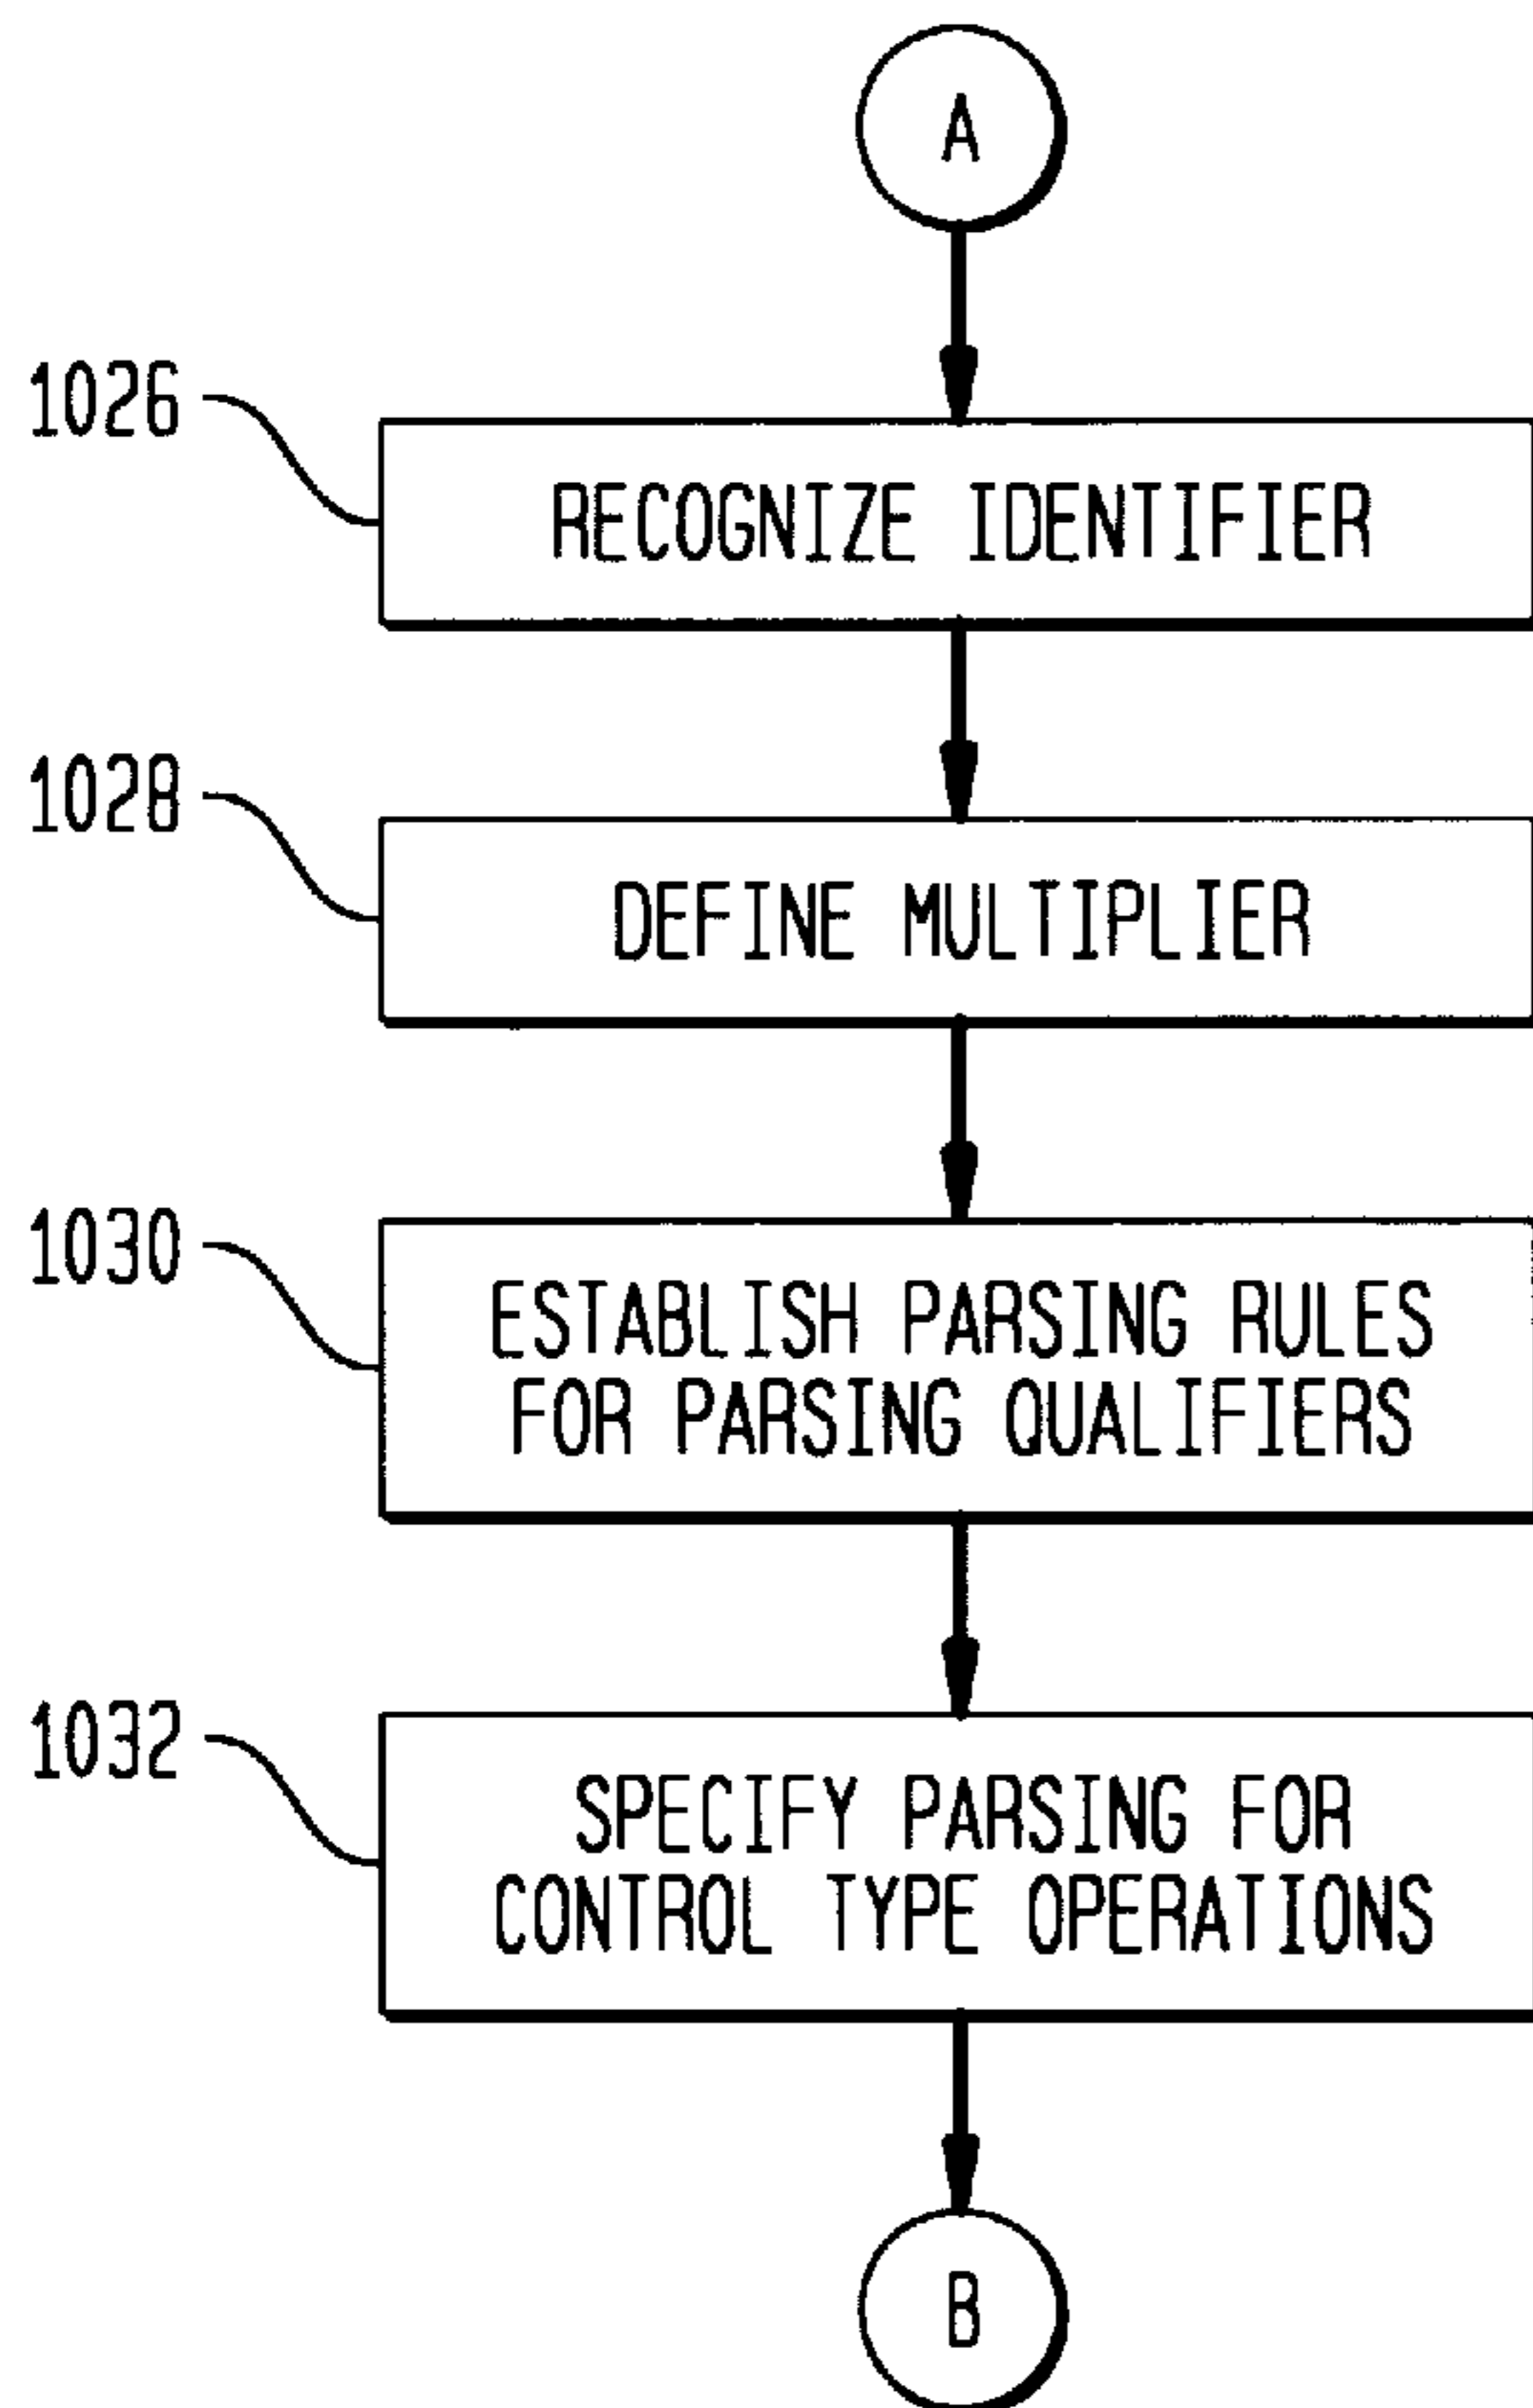 A
1026
RECOGNIZE IDENTIFIER
1028
DEFINE MULTIPLIER
1030
ESTABLISH PARSING RULES
FOR PARSING QUALIFIERS
1032
SPECIFY PARSING FOR
CONTROL TYPE OPERATIONS
B